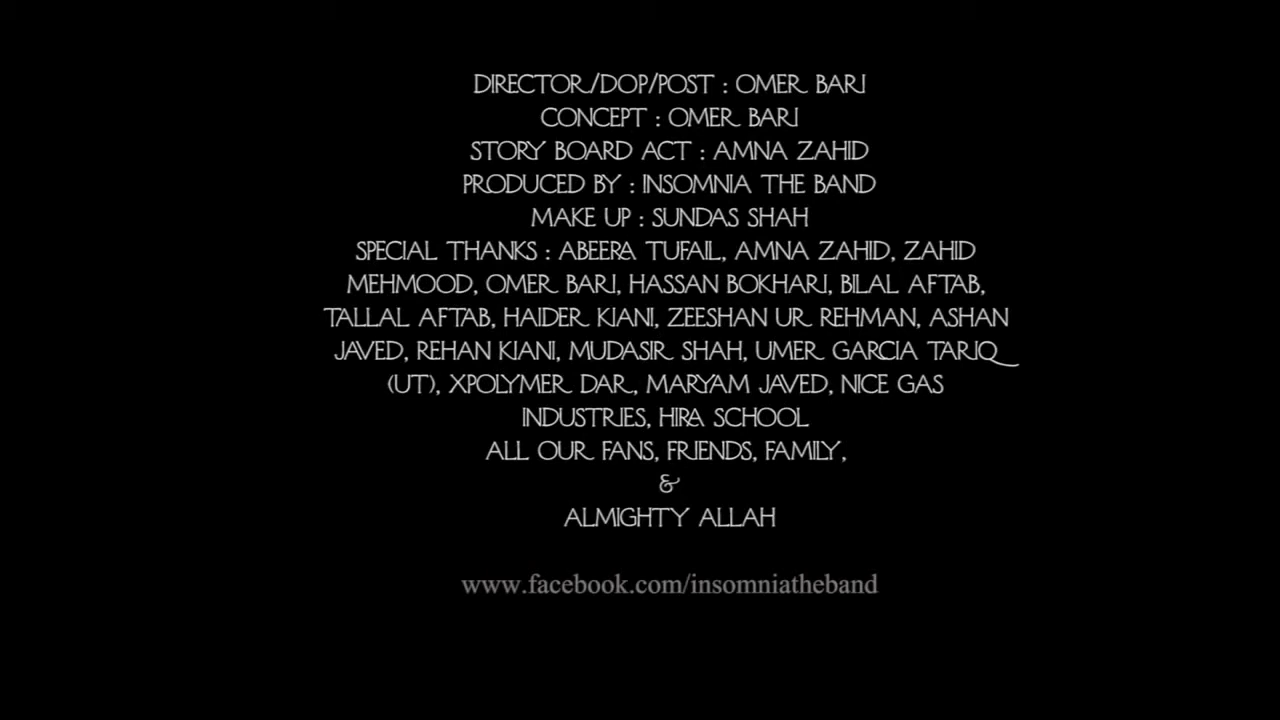 DIRECTOR/DOP/POST : OMER BARI
CONCEPT : OMER BARI
STORY BOARD ACT : AMNA ZAHID
PRODUCED BY : INSOMNIA THE BAND
MAKE UP : SUNDAS SHAH
SPECIAL THANKS : ABEERA TUFAIL, AMNA ZAHID, ZAHID
MEHMOOD, OMER BARI, HASSAN BOKHARI, BILAL AFTAB,
TALLAL AFTAB, HAIDER KIANI, ZEESHAN UR REHMAN, ASHAN
JAVED, REHAN KIANI, MUDASIR SHAH, UMER GARCIA TARIQ
(UT), XPOLYMER DAR, MARYAM JAVED, NICE GAS
INDUSTRIES, HIRA SCHOOL
ALL OUR FANS, FRIENDS, FAMILY,
&
ALMIGHTY ALLAH
www.facebook.com/insomniatheband